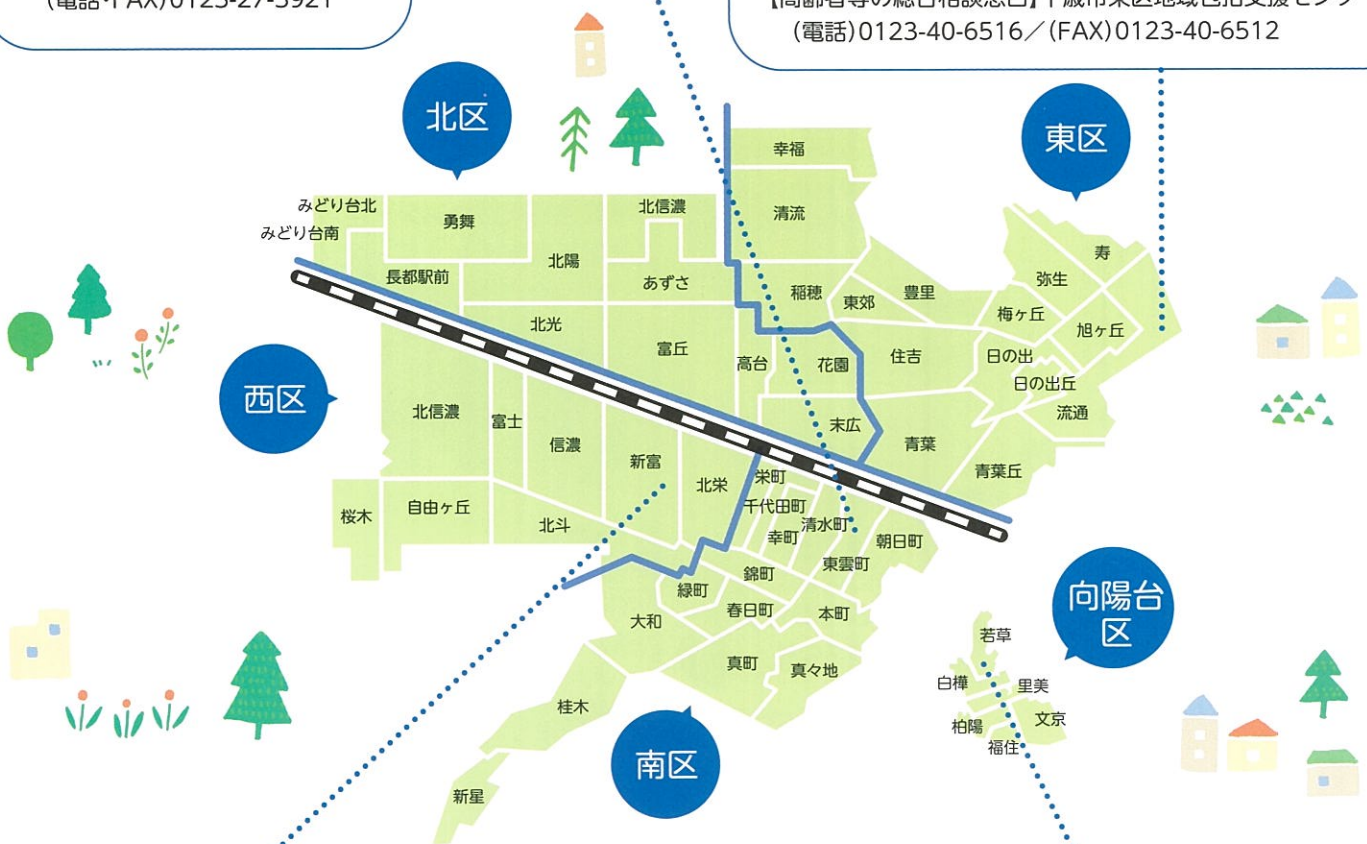 (電話・FAX)0123-27-3921
【高齢者等の総合相談窓口】千歳市東区地域包括支援センター
(電話)0123-40-6516/(FAX)0123-40-6512
北区
東区
幸福
みどり台北
勇舞
北信濃
清流
みどり台南
北陽
寿
長都駅前
あずさ
稲穂
東郊
豊里
弥生
梅ヶ丘
旭ヶ丘
北光
富丘
高台
花園
住吉
日の出
日の出丘
西区
北信濃
富士
信濃
末広
流通
青葉
新富
北栄
栄町
青葉丘
桜木
自由ヶ丘
北斗
千代田町
清水町
幸町
朝日町
東雲町
錦町
緑町
春日町
本町
大和
向陽台
区
若草
真町
真々地
白樺
里美
桂木
柏陽
文京
福住
南区
新星